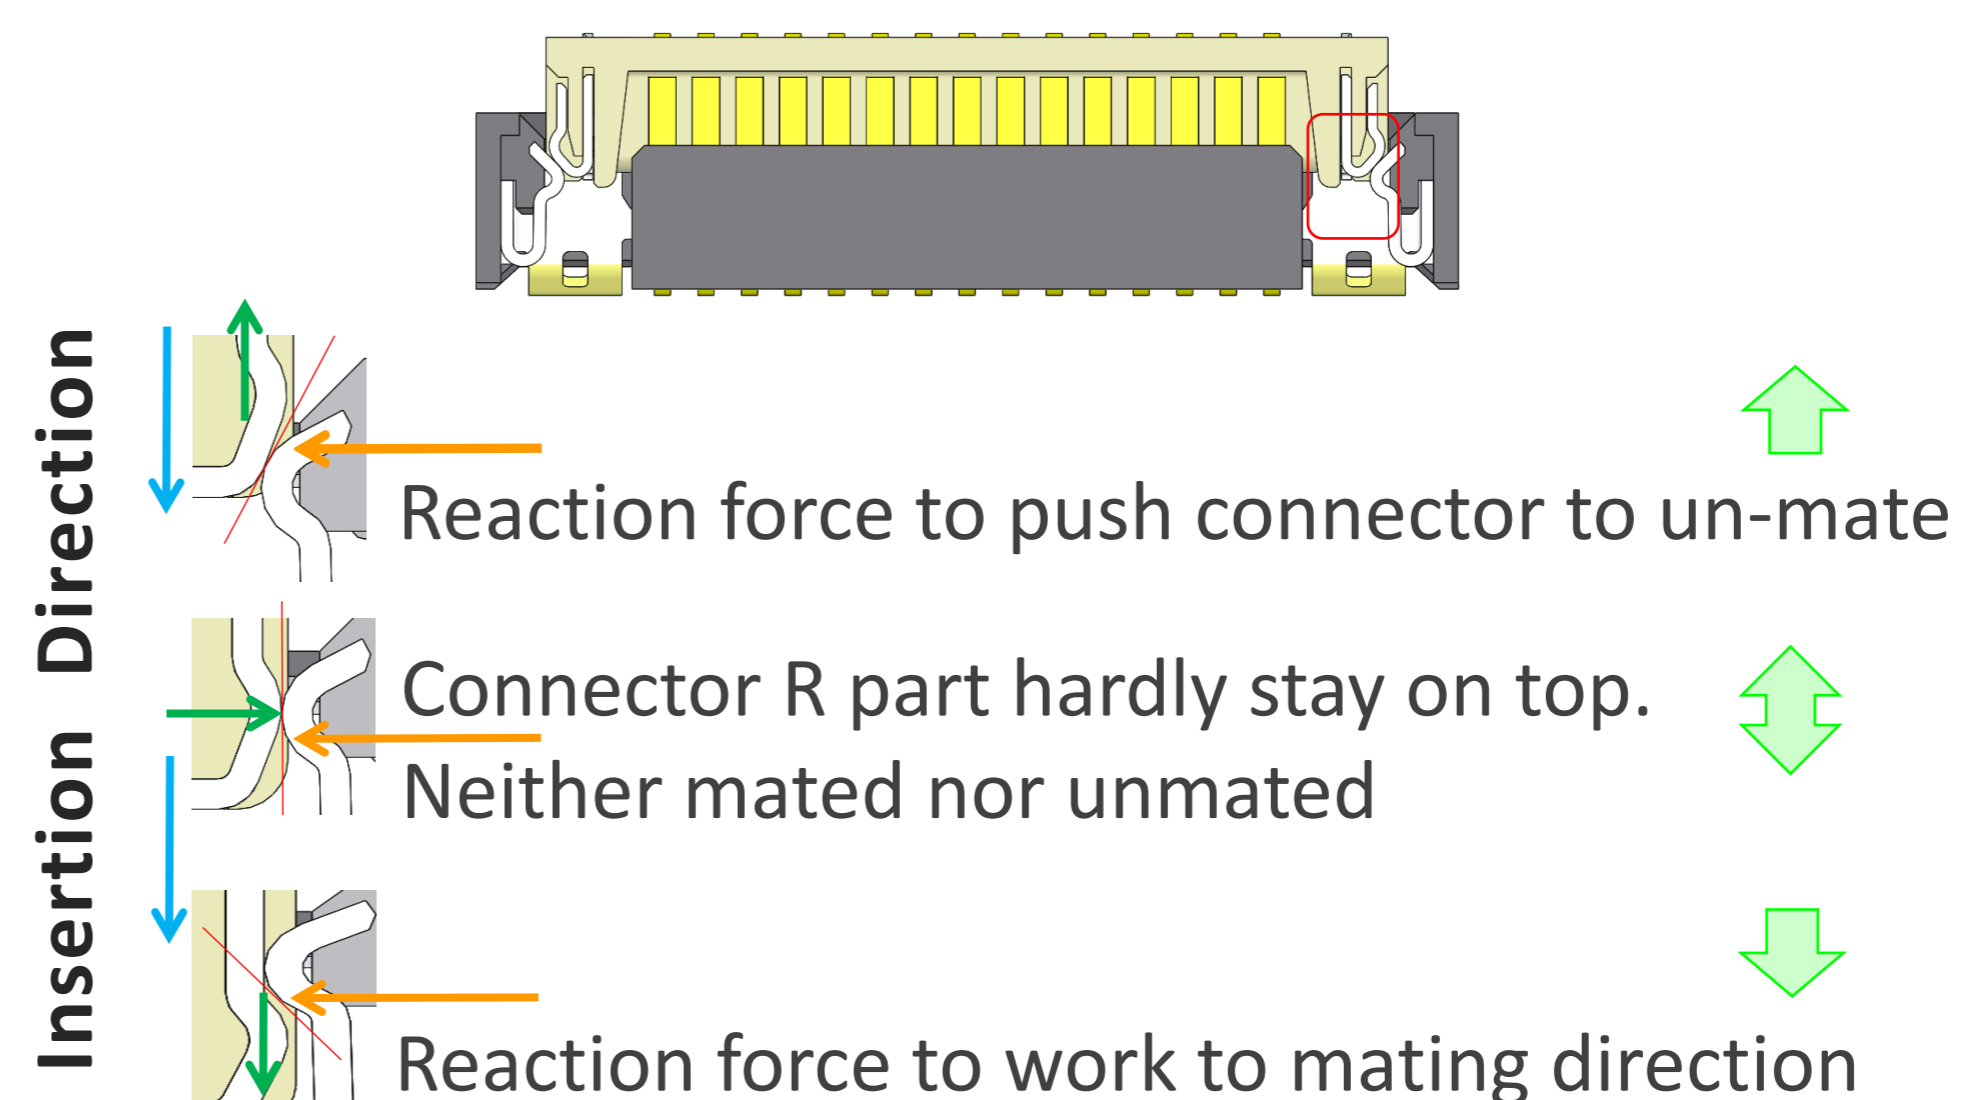 Insertion Direction
Reaction force to push connector to un-mate
Connector R part hardly stay on top.
Neither mated nor unmated
Reaction force to work to mating direction